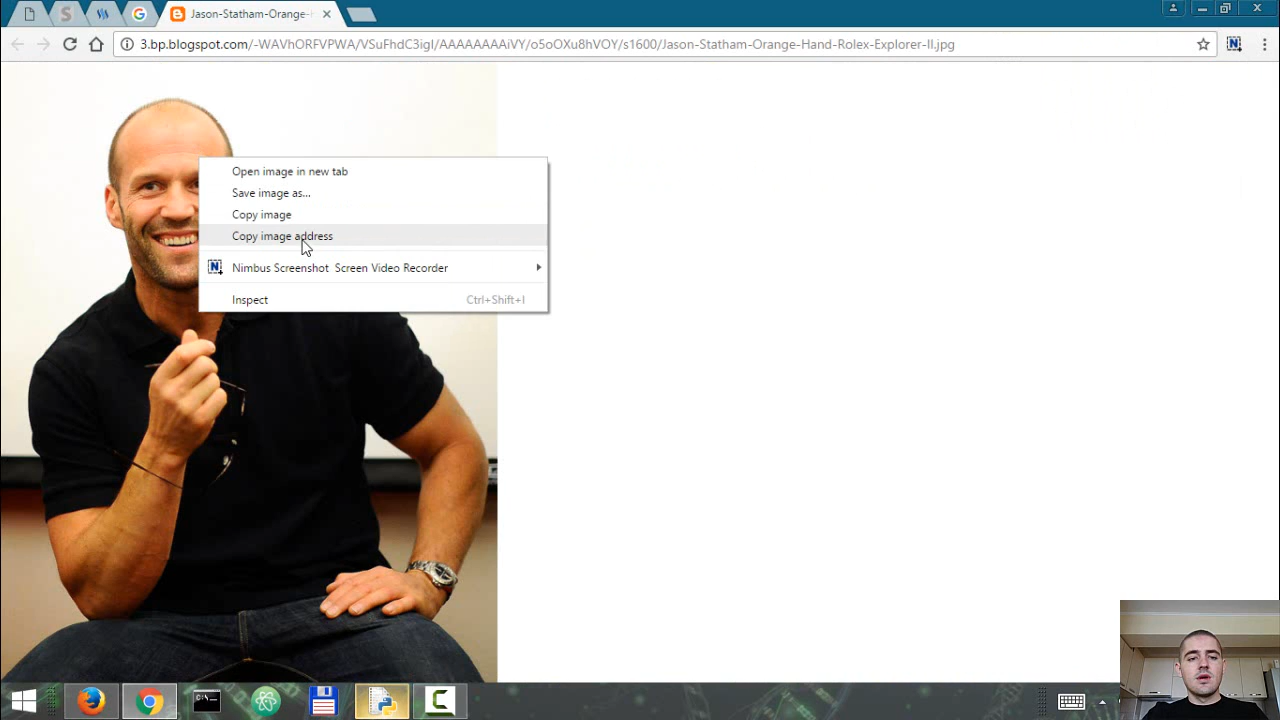 Jason-Statham-Orange-
3.bp.blogspot.com/-WAVhORFVPWA/VSuFhdC3igI/AAAAAAAAiVY/o5oOXu8hVOY/s1600/Jason-Statham-Orange-Hand-Rolex-Explorer-II.jpg
Open image in new tab
Save image as...
Copy image
Copy image address
Nimbus Screenshot Screen Video Recorder
Inspect Ctrl+Shift+I